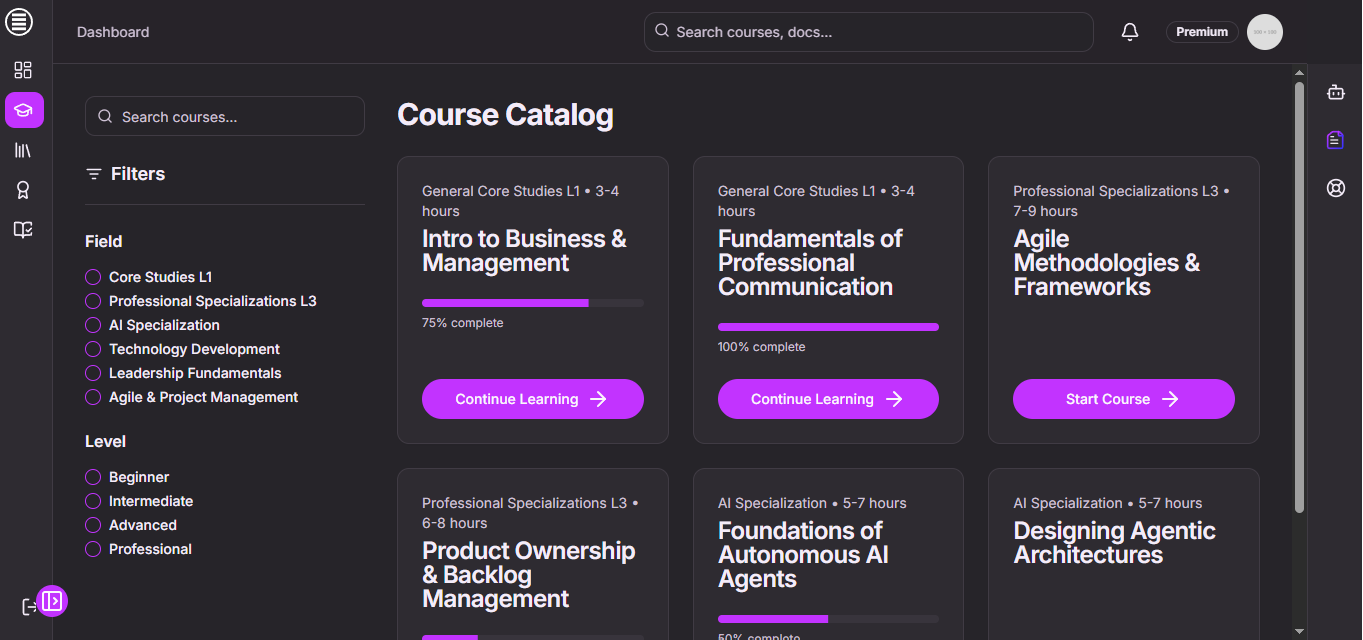 Dashboard
Search courses, docs...
Premium
Search courses...
Filters
Field
Core Studies L1
Professional Specializations L3
AI Specialization
Technology Development
Leadership Fundamentals
Agile & Project Management
Level
Beginner
Intermediate
Advanced
Professional
Course Catalog
General Core Studies L1 • 3-4
hours
Intro to Business &
Management
75% complete
Continue Learning
General Core Studies L1 • 3-4
hours
Fundamentals of
Professional
Communication
100% complete
Continue Learning
Professional Specializations L3 •
7-9 hours
Agile
Methodologies &
Frameworks
Start Course
Professional Specializations L3 •
6-8 hours
Product Ownership
& Backlog
Management
AI Specialization • 5-7 hours
Foundations of
Autonomous AI
Agents
50% complete
AI Specialization • 5-7 hours
Designing Agentic
Architectures